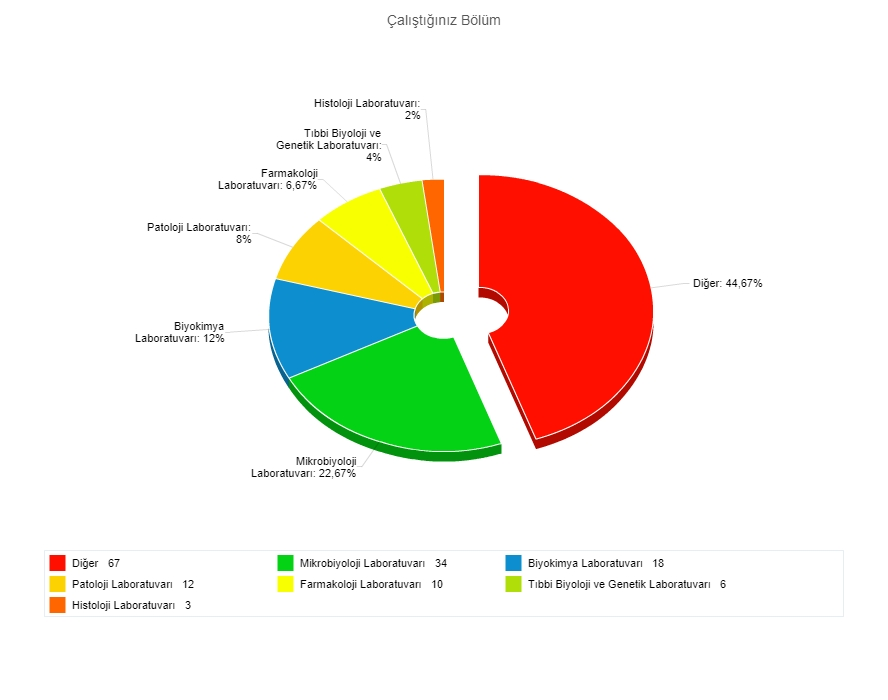 Çalıştığınız Bölüm
Histoloji Laboratuvarı:
2%
Tıbbi Biyoloji ve
Genetik Laboratuvarı:
4%
Farmakoloji
Laboratuvarı: 6,67%
Patoloji Laboratuvarı:
8%
Diğer: 44,67%
Biyokimya
Laboratuvarı: 12%
Mikrobiyoloji
Laboratuvarı: 22,67%
Diğer 67 Mikrobiyoloji Laboratuvarı 34 Biyokimya Laboratuvarı 18
Patoloji Laboratuvarı 12 Farmakoloji Laboratuvarı 10 Tıbbi Biyoloji ve Genetik Laboratuvarı 6
Histoloji Laboratuvarı 3